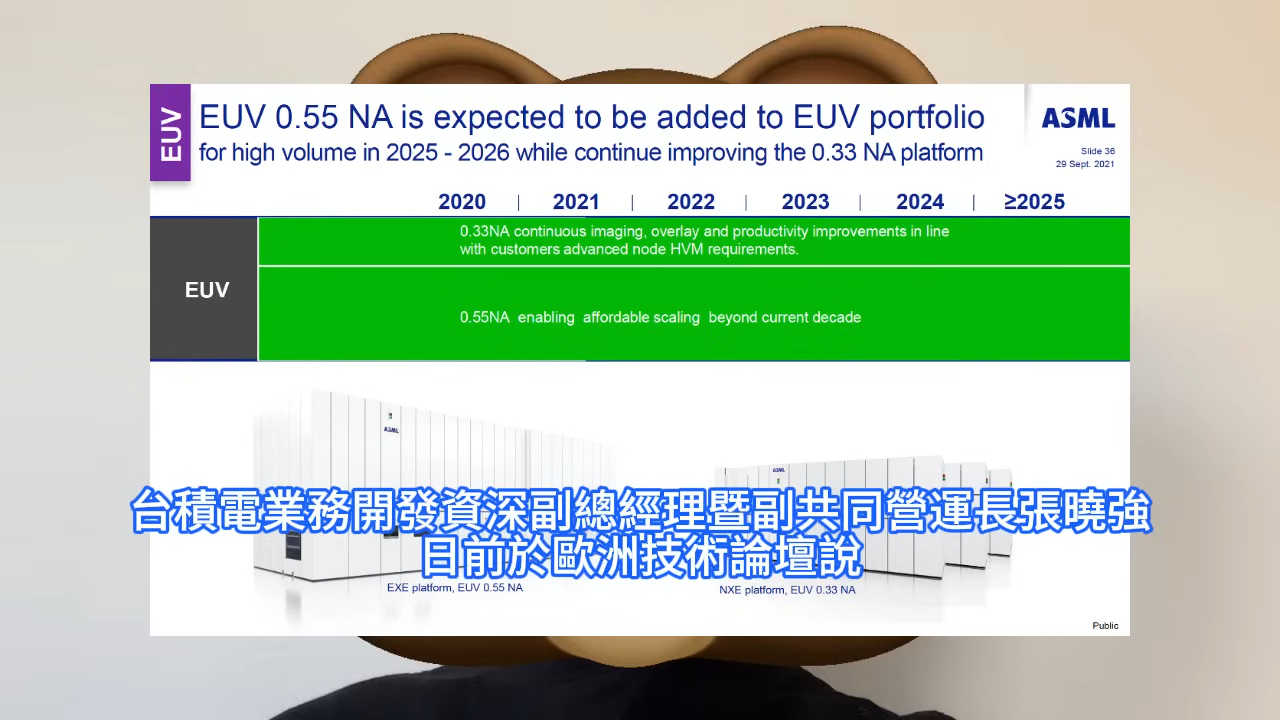 EUV
EUV 0.55 NA is expected to be added to EUV portfolio
for high volume in 2025 - 2026 while continue improving the 0.33 NA platform
ASML
Slide 36
29 Sept. 2021
2020 | 2021 | 2022 | 2023 | 2024 | ≥2025
EUV
0.33NA continuous imaging, overlay and productivity improvements in line
with customers advanced node HVM requirements.
0.55NA enabling affordable scaling beyond current decade
ASML
ASML
台積電業務開發資深副總經理暨副共同營運長張曉強
日前於歐洲技術論壇說
EXE platform, EUV 0.55 NA
NXE platform, EUV 0.33 NA
Public